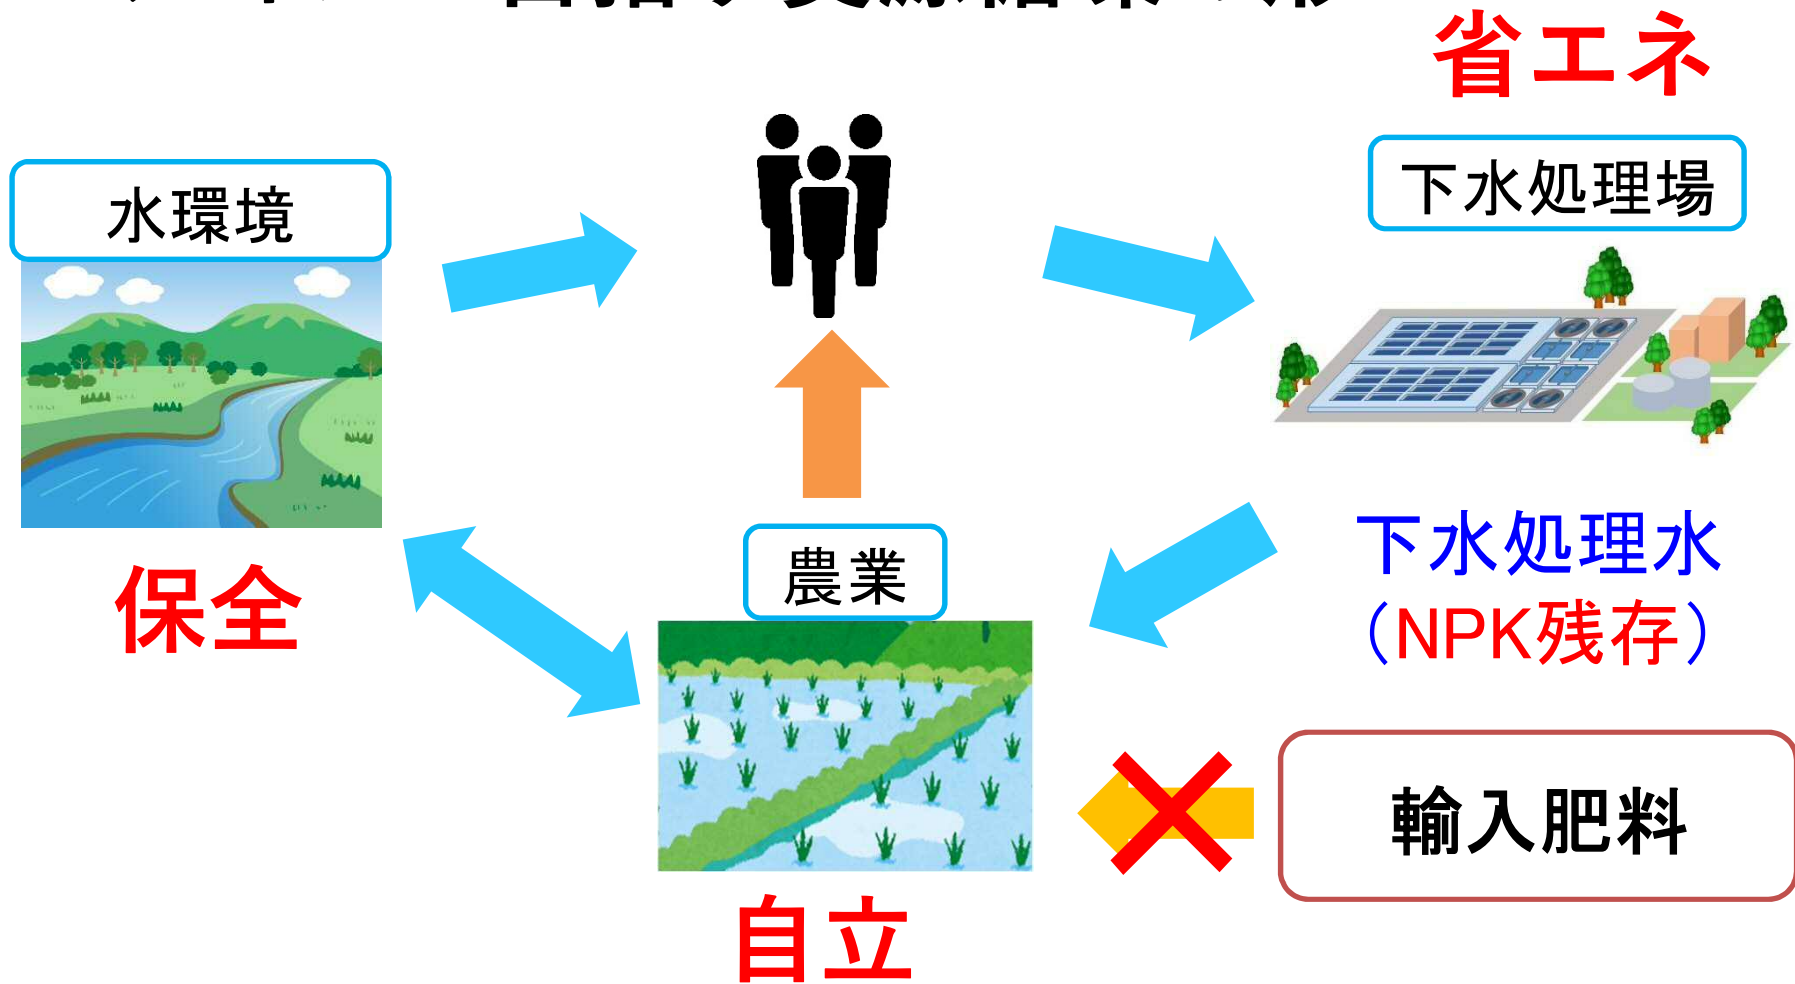 省エネ
水環境
下水処理場
保全
農業
下水処理水
（NPK残存）
輸入肥料
自立